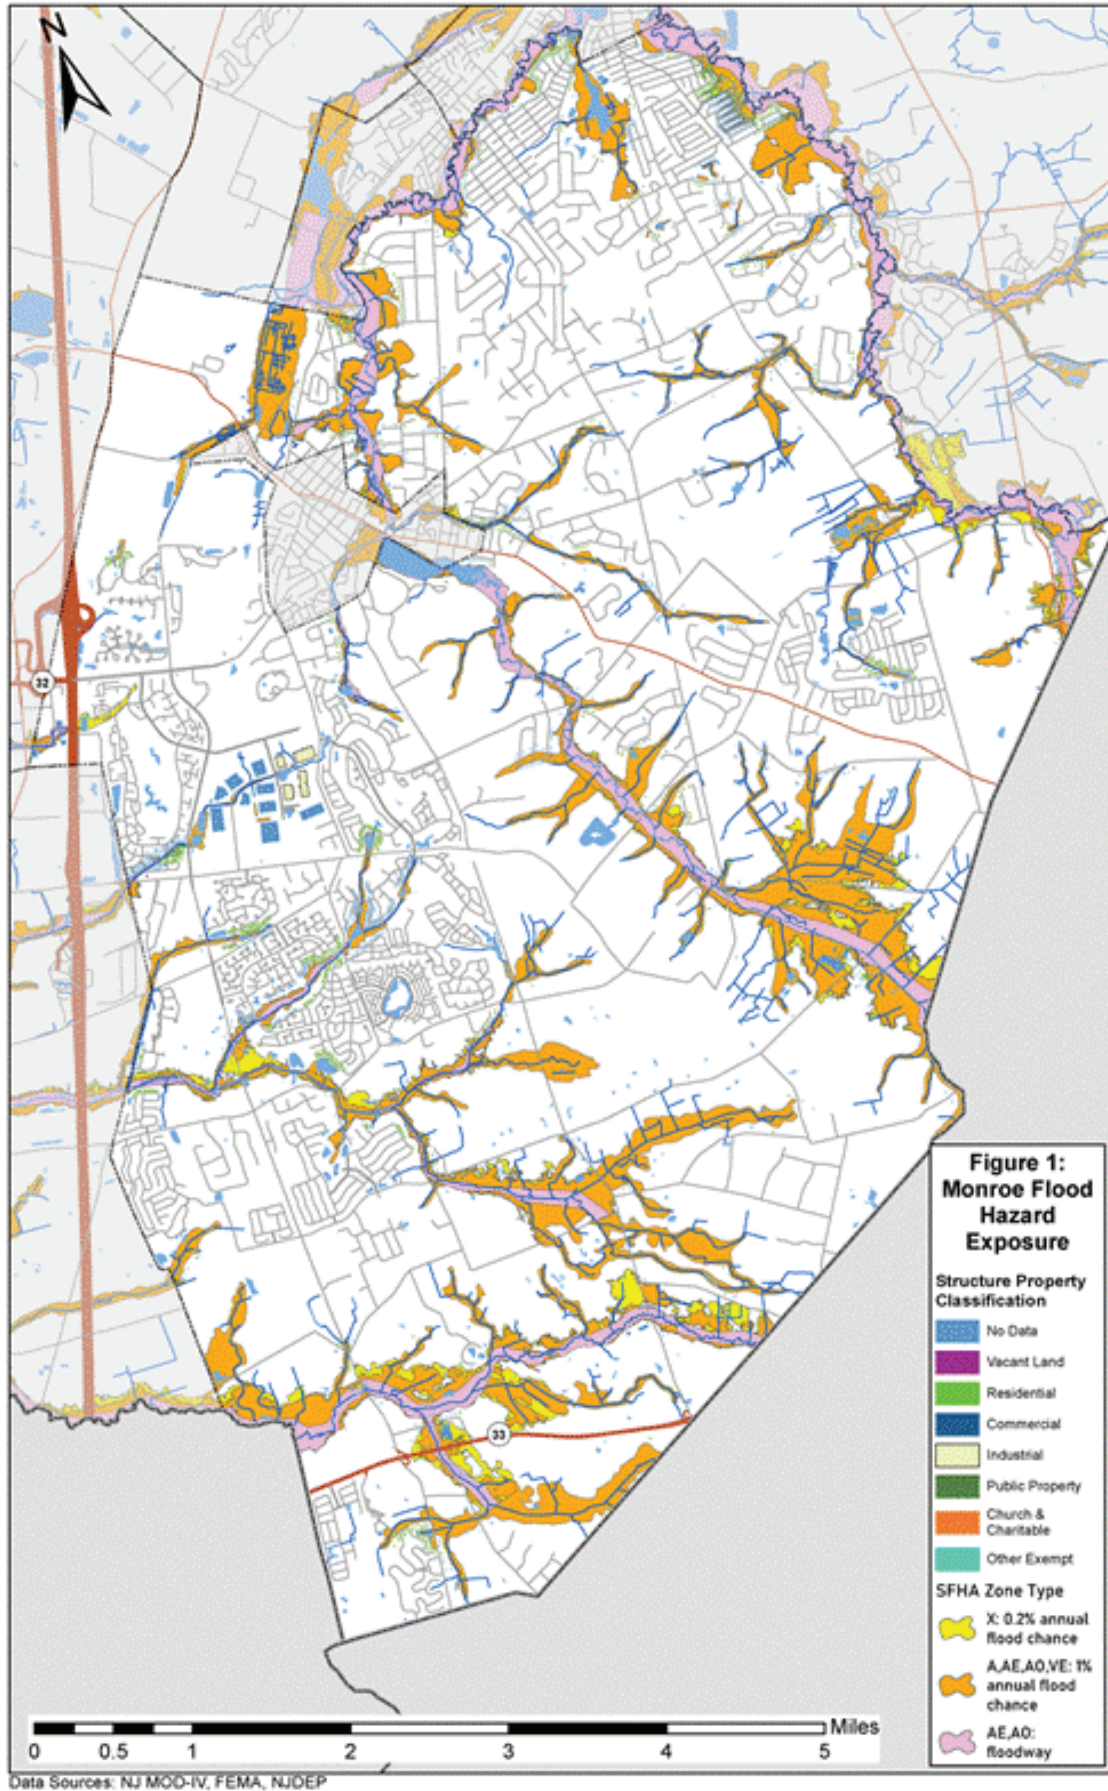 N
32
33
Figure 1:
Monroe Flood
Hazard
Exposure
Structure Property
Classification
No Data
Vacant Land
Residential
Commercial
Industrial
Public Property
Church &
Charitable
Other Exempt
SFHA Zone Type
X: 0.2% annual
flood chance
A,AE,AO,VE: 1%
annual flood
chance
AE,AO:
floodway
Miles
0 0.5 1 2 3 4 5
Data Sources: NJ MOD-IV, FEMA, NJDEP